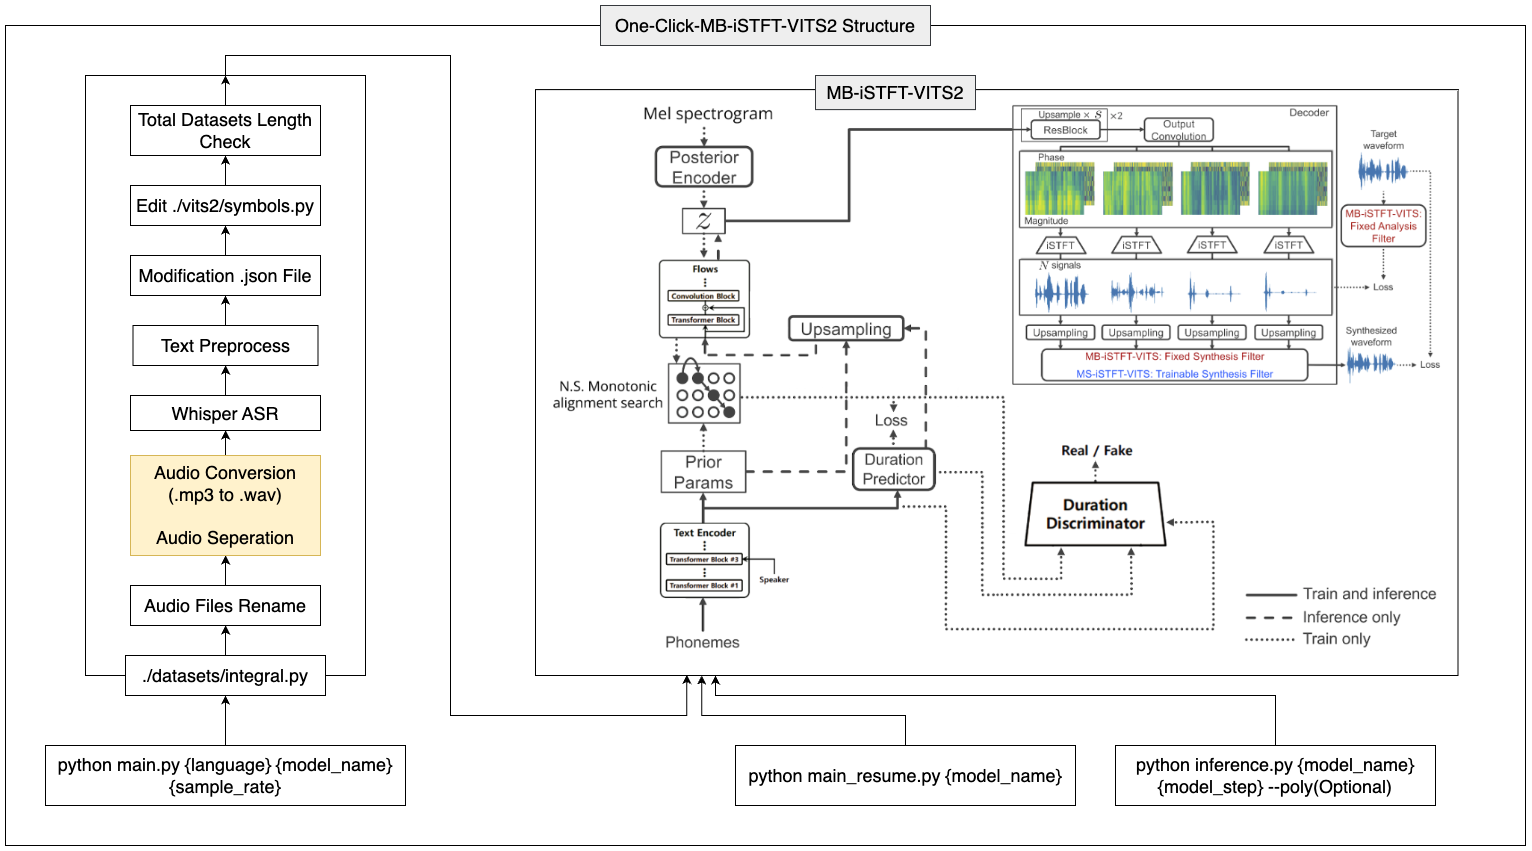 One-Click-MB-iSTFT-VITS2 Structure
Total Datasets Length
Check
Edit ./vits2/symbols.py
Modification .json File
Text Preprocess
Whisper ASR
Audio Conversion
(.mp3 to .wav)
Audio Seperation
Audio Files Rename
./datasets/integral.py
python main.py {language} {model_name}
{sample_rate}
MB-iSTFT-VITS2
Mel spectrogram
Posterior
Encoder
z
Flows
Convolution Block
Transformer Block
Upsampling
N.S. Monotonic
alignment search
Loss
Prior
Params
Duration
Predictor
Text Encoder
Transformer Block #3
Speaker
Transformer Block #1
Phonemes
Decoder
Upsample × S ×2
ResBlock
Output
Convolution
Phase
Magnitude
iSTFT
iSTFT
iSTFT
iSTFT
N signals
Upsampling
Upsampling
Upsampling
Upsampling
MB-iSTFT-VITS: Fixed Synthesis Filter
MS-iSTFT-VITS: Trainable Synthesis Filter
Target
waveform
MB-iSTFT-VITS:
Fixed Analysis
Filter
Loss
Synthesized
waveform
Loss
Real / Fake
Duration
Discriminator
Train and inference
Inference only
Train only
python main_resume.py {model_name}
python inference.py {model_name}
{model_step} --poly(Optional)